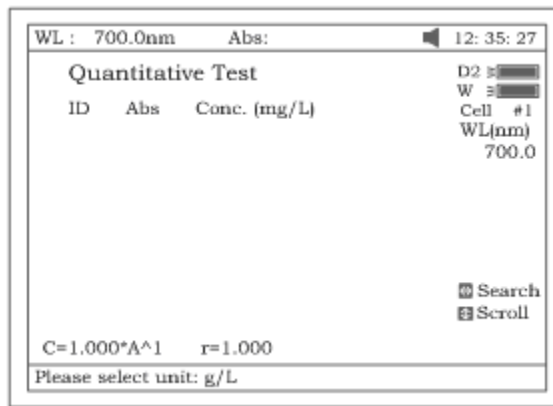 WL : 700.0nm Abs: 12: 35: 27
Quantitative Test
ID Abs Conc. (mg/L)
D2
W
Cell #1
WL(nm)
700.0
Search
Scroll
C=1.000*A^1 r=1.000
Please select unit: g/L